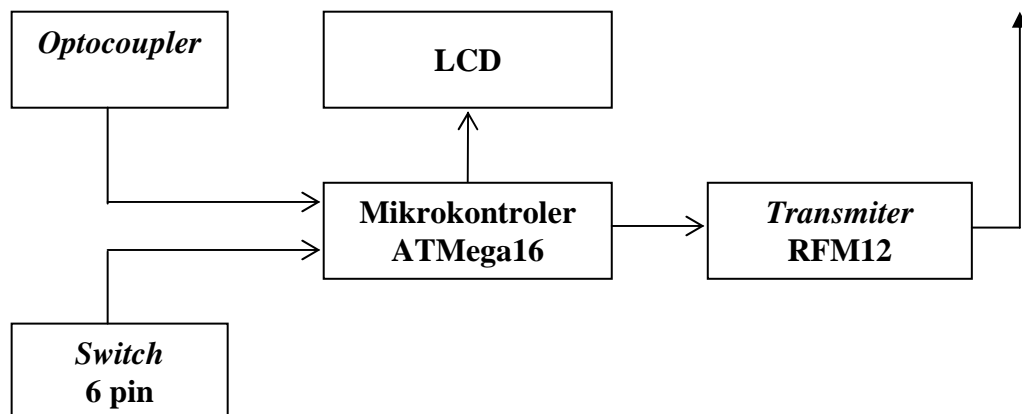 Optocoupler
LCD
Mikrokontroler
ATMega16
Transmiter
RFM12
Switch
6 pin